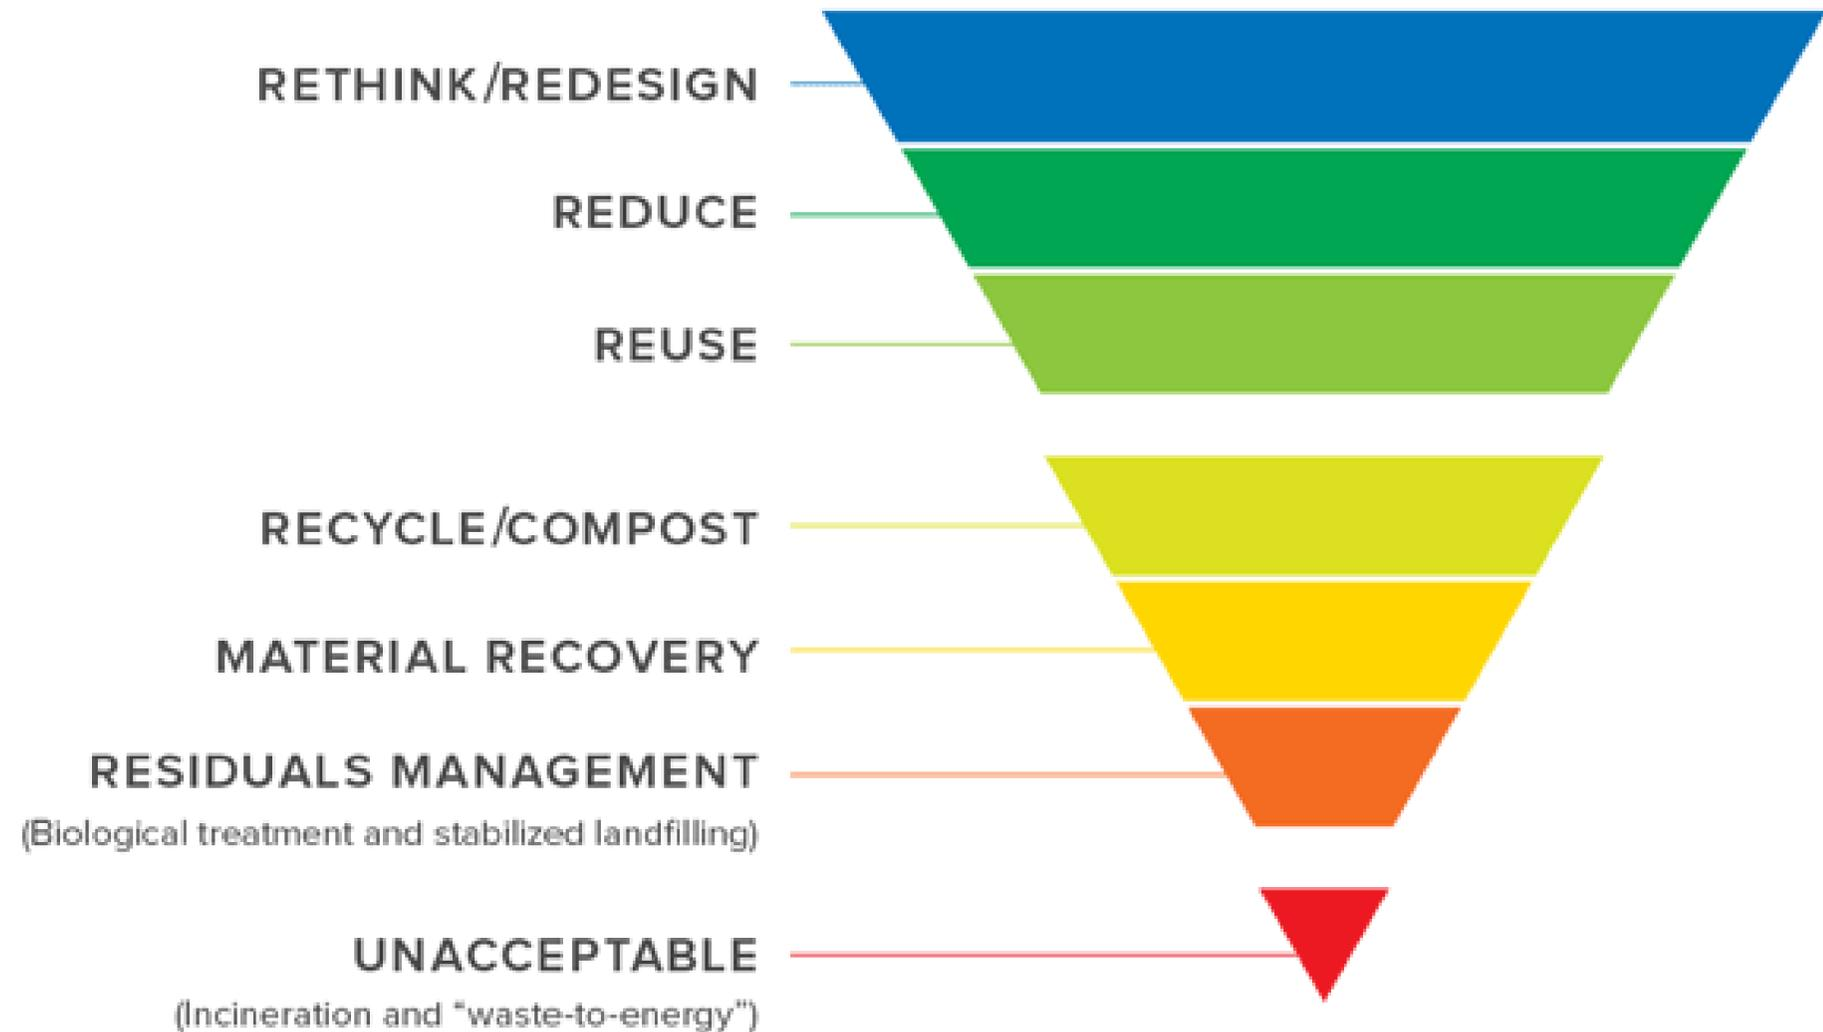 RETHINK/REDESIGN
REDUCE
REUSE
RECYCLE/COMPOST
MATERIAL RECOVERY
RESIDUALS MANAGEMENT
(Biological treatment and stabilized landfilling)
UNACCEPTABLE
(Incineration and “waste-to-energy”)